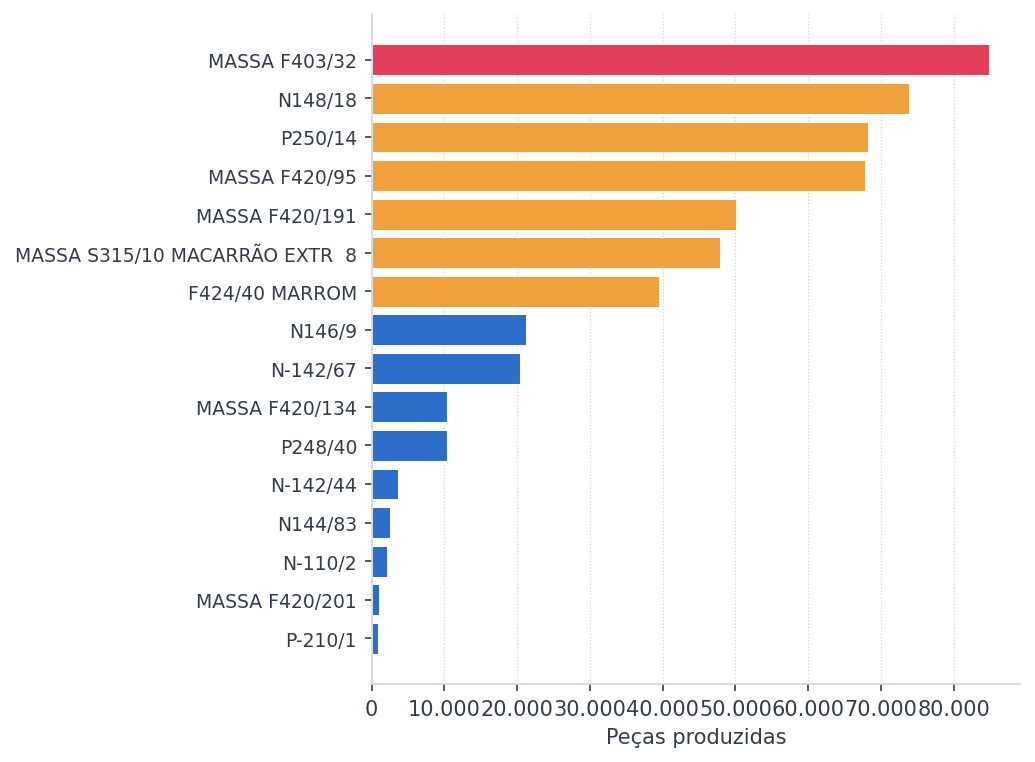 MASSA F403/32
N148/18
P250/14
MASSA F420/95
MASSA F420/191
MASSA S315/10 MACARRÃO EXTR  8
F424/40 MARROM
N146/9
N-142/67
MASSA F420/134
P248/40
N-142/44
N144/83
N-110/2
MASSA F420/201
P-210/1
0 10.000 20.000 30.000 40.000 50.000 60.000 70.000 80.000
Peças produzidas